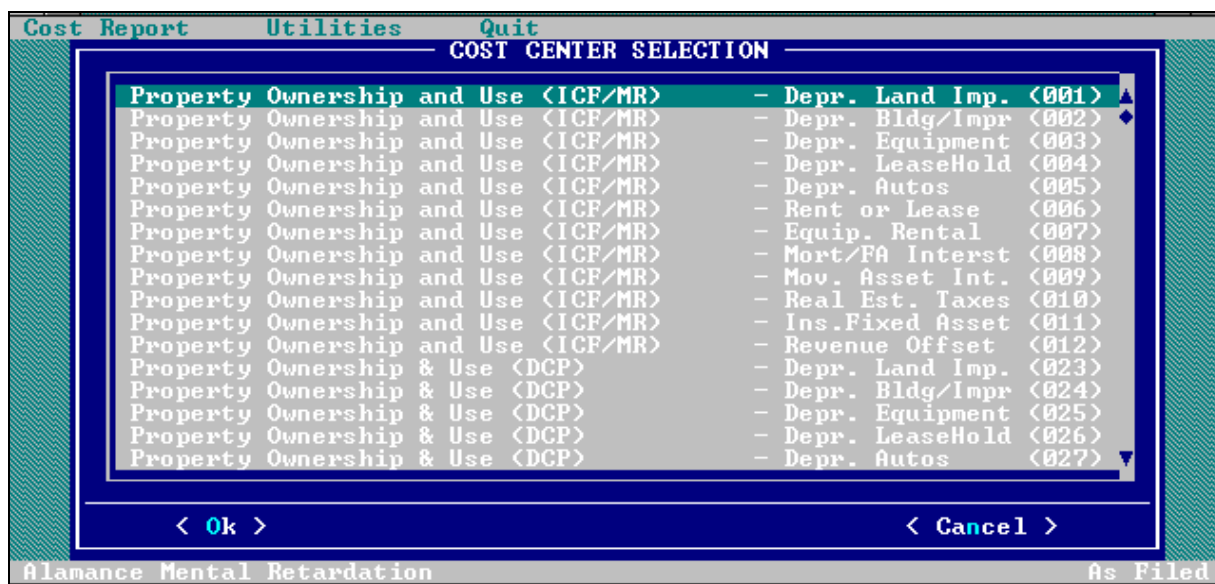 Cost Report Utilities Quit
COST CENTER SELECTION
Property Ownership and Use (ICF/MR) - Depr. Land Imp. (001)
Property Ownership and Use (ICF/MR) - Depr. Bldg/Impr (002)
Property Ownership and Use (ICF/MR) - Depr. Equipment (003)
Property Ownership and Use (ICF/MR) - Depr. LeaseHold (004)
Property Ownership and Use (ICF/MR) - Depr. Autos (005)
Property Ownership and Use (ICF/MR) - Rent or Lease (006)
Property Ownership and Use (ICF/MR) - Equip. Rental (007)
Property Ownership and Use (ICF/MR) - Mort/FA Interst (008)
Property Ownership and Use (ICF/MR) - Mov. Asset Int. (009)
Property Ownership and Use (ICF/MR) - Real Est. Taxes (010)
Property Ownership and Use (ICF/MR) - Ins.Fixed Asset (011)
Property Ownership and Use (ICF/MR) - Revenue Offset (012)
Property Ownership & Use (DCP) - Depr. Land Imp. (023)
Property Ownership & Use (DCP) - Depr. Bldg/Impr (024)
Property Ownership & Use (DCP) - Depr. Equipment (025)
Property Ownership & Use (DCP) - Depr. LeaseHold (026)
Property Ownership & Use (DCP) - Depr. Autos (027)
< Ok > < Cancel >
Alamance Mental Retardation As Filed